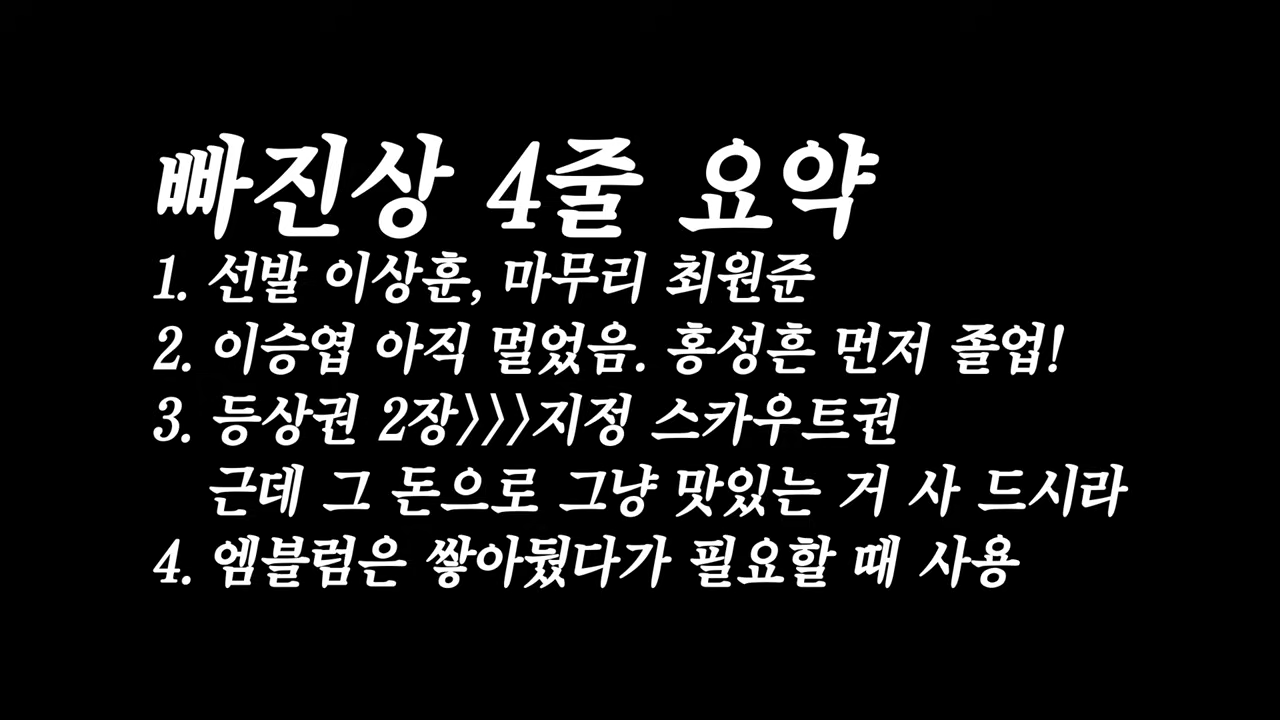 빠진상 4줄 요약
1. 선발 이상훈, 마무리 최원준
2. 이승엽 아직 멀었음. 홍성흔 먼저 졸업!
3. 등상권 2장>>>지정 스카우트권
근데 그 돈으로 그냥 맛있는 거 사 드시라
4. 엠블럼은 쌓아뒀다가 필요할 때 사용